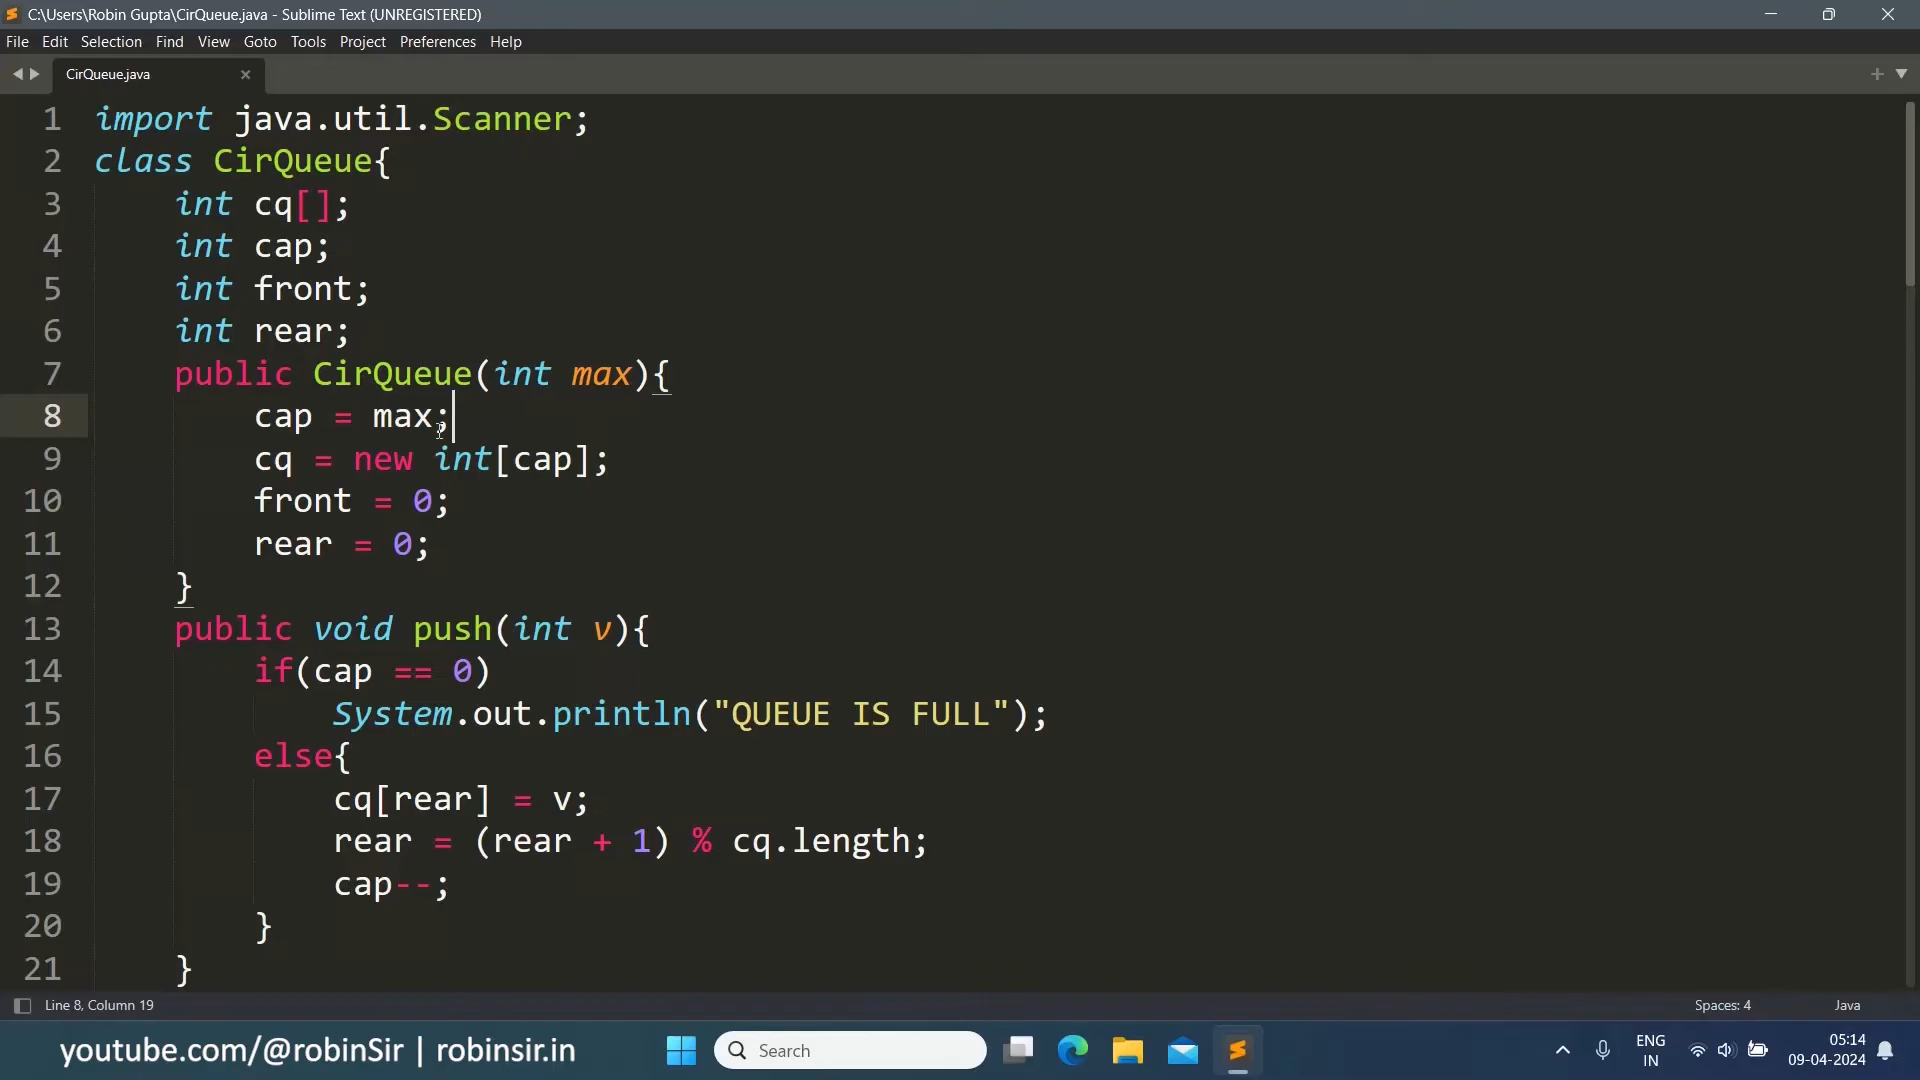 C:\Users\Robin Gupta\CirQueue.java - Sublime Text (UNREGISTERED)
File Edit Selection Find View Goto Tools Project Preferences Help
CirQueue.java
1 import java.util.Scanner;
2 class CirQueue{
3 int cq[];
4 int cap;
5 int front;
6 int rear;
7 public CirQueue(int max){
8 cap = max;
9 cq = new int[cap];
10 front = 0;
11 rear = 0;
12 }
13 public void push(int v){
14 if(cap == 0)
15 System.out.println("QUEUE IS FULL");
16 else{
17 cq[rear] = v;
18 rear = (rear + 1) % cq.length;
19 cap--;
20 }
21 }
Line 8, Column 19 Spaces: 4 Java
youtube.com/@robinSir | robinsir.in Search ENG 05:14
IN 09-04-2024